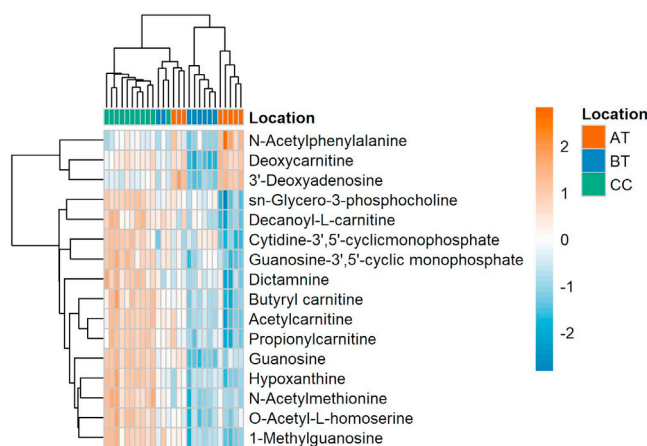 Location
N-Acetylphenylalanine
Deoxycarnitine
3'-Deoxyadenosine
sn-Glycero-3-phosphocholine
Decanoyl-L-carnitine
Cytidine-3',5'-cyclicmonophosphate
Guanosine-3',5'-cyclic monophosphate
Dictamnine
Butyryl carnitine
Acetylcarnitine
Propionylcarnitine
Guanosine
Hypoxanthine
N-Acetylmethionine
O-Acetyl-L-homoserine
1-Methylguanosine
2
1
0
-1
-2
Location
AT
BT
CC